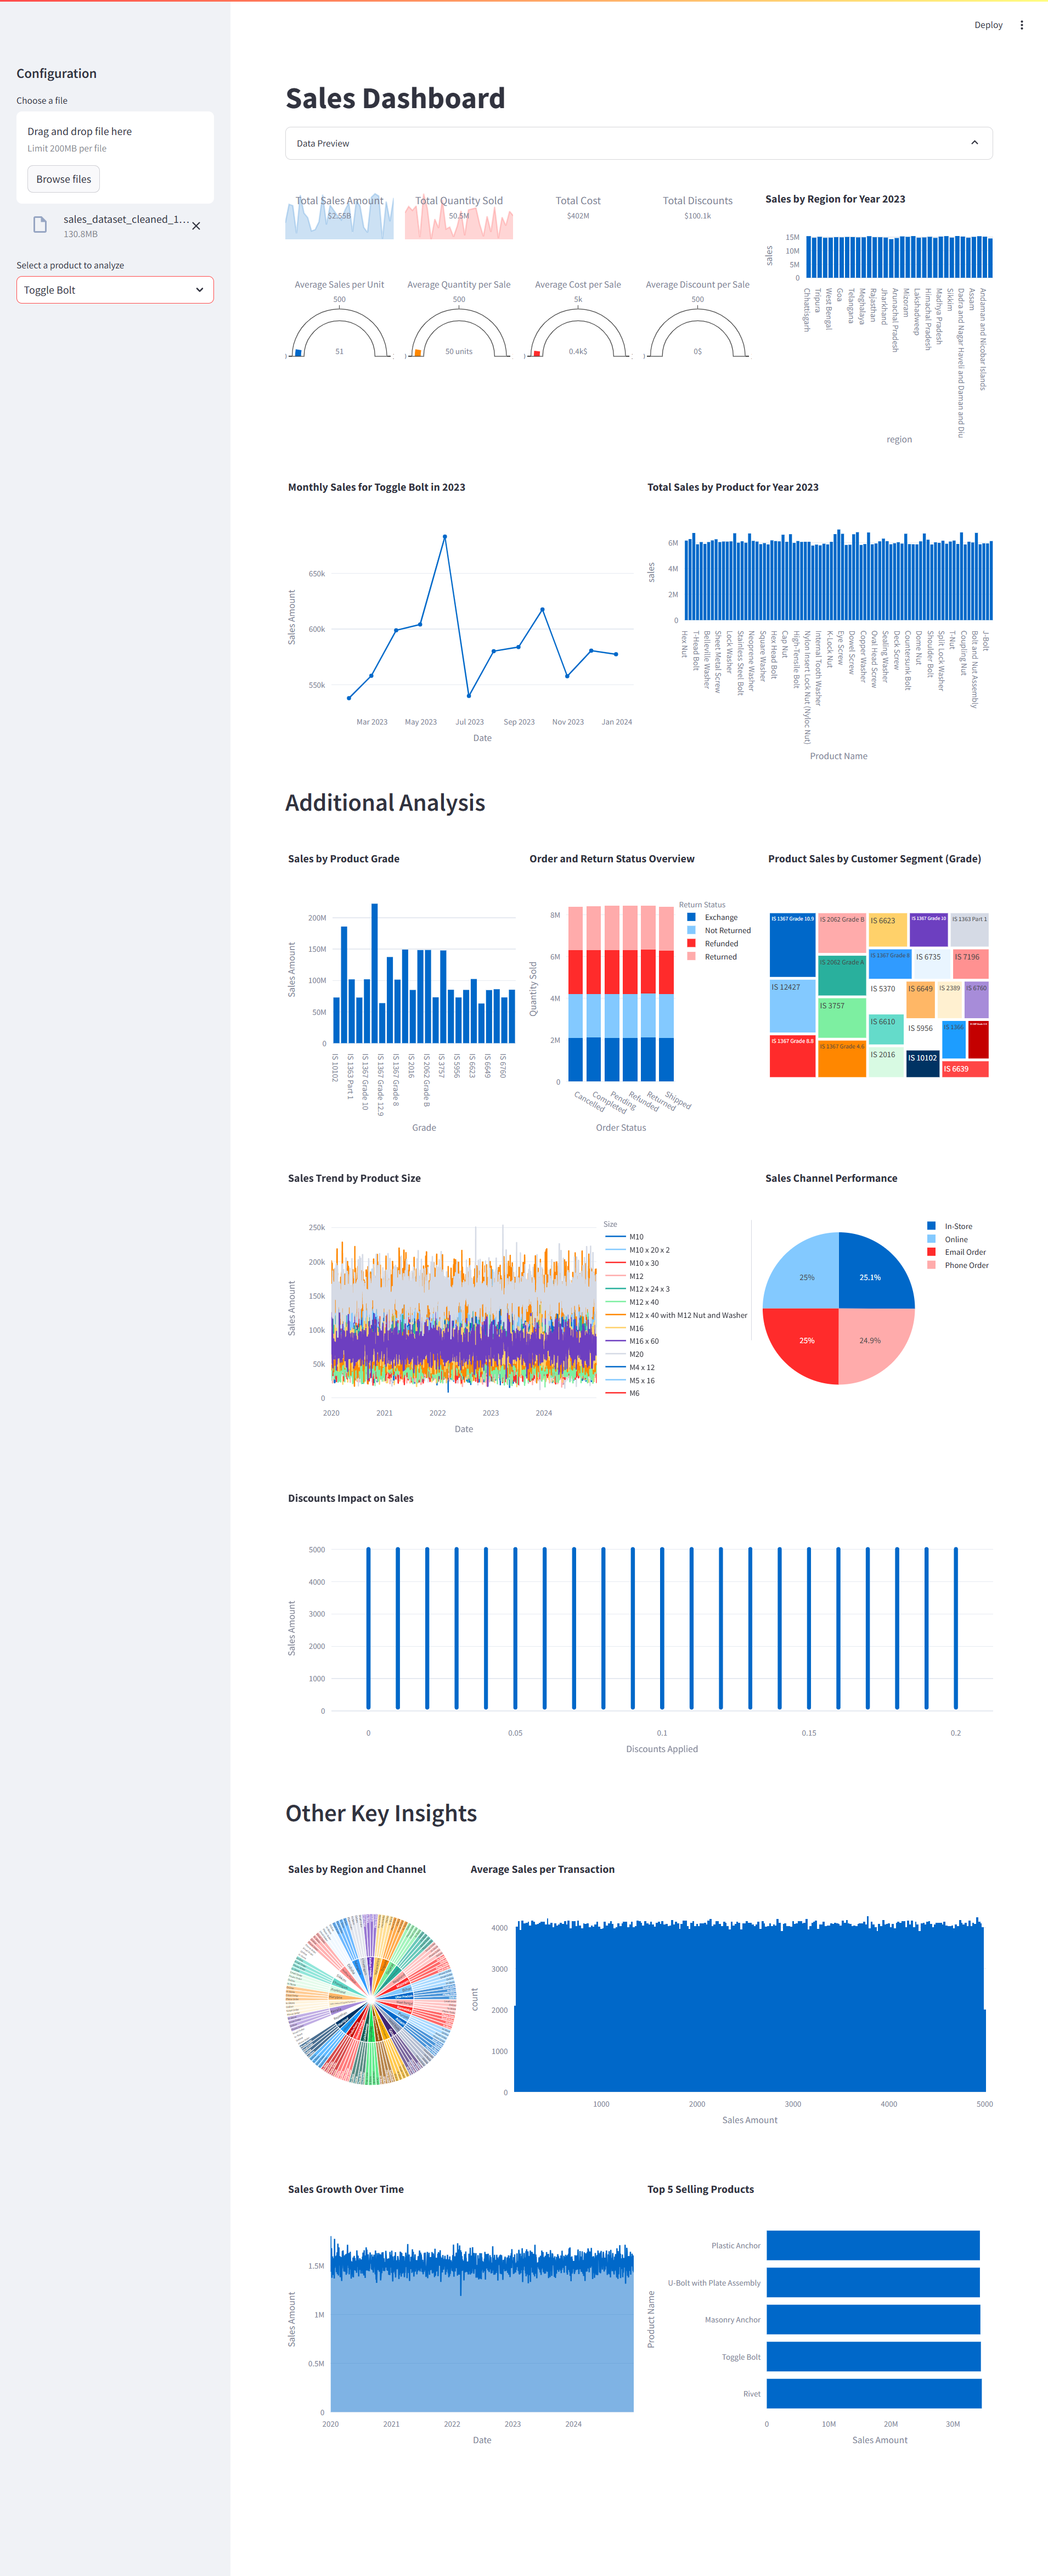 Deploy
Configuration
Choose a file
Drag and drop file here
Limit 200MB per file
Browse files
sales_dataset_cleaned_1...
130.8MB
Select a product to analyze
Toggle Bolt
Sales Dashboard
Data Preview
Total Sales Amount
$2.55B
Total Quantity Sold
50.5M
Total Cost
$402M
Total Discounts
$100.1k
Average Sales per Unit
500
51
Average Quantity per Sale
500
50 units
Average Cost per Sale
5k
0.4k$
Average Discount per Sale
500
0$
Sales by Region for Year 2023
sales
15M
10M
5M
0
Chhattisgarh
Tripura
West Bengal
Goa
Telangana
Meghalaya
Rajasthan
Jharkhand
Arunachal Pradesh
Mizoram
Lakshadweep
Himachal Pradesh
Madhya Pradesh
Sikkim
Dadra and Nagar Haveli and Daman and Diu
Assam
Andaman and Nicobar Islands
region
Monthly Sales for Toggle Bolt in 2023
Sales Amount
650k
600k
550k
Mar 2023
May 2023
Jul 2023
Sep 2023
Nov 2023
Jan 2024
Date
Total Sales by Product for Year 2023
sales
6M
4M
2M
0
Hex Nut
T-Head Bolt
Belleville Washer
Sheet Metal Screw
Lock Washer
Stainless Steel Bolt
Neoprene Washer
Square Washer
Hex Head Bolt
Cap Nut
High-Tensile Bolt
Nylon Insert Lock Nut (Nyloc Nut)
Internal Tooth Washer
K-Lock Nut
Eye Screw
Dowel Screw
Copper Washer
Oval Head Screw
Sealing Washer
Deck Screw
Countersunk Bolt
Dome Nut
Shoulder Bolt
Split Lock Washer
T-Nut
Coupling Nut
Bolt and Nut Assembly
J-Bolt
Product Name
Additional Analysis
Sales by Product Grade
Sales Amount
200M
150M
100M
50M
0
IS 10102
IS 1363 Part 1
IS 1367 Grade 10
IS 1367 Grade 12.9
IS 1367 Grade 8
IS 2016
IS 2062 Grade B
IS 3757
IS 5956
IS 6623
IS 6649
IS 6760
Grade
Order and Return Status Overview
Quantity Sold
8M
6M
4M
2M
0
Cancelled
Completed
Pending
Refunded
Returned
Shipped
Order Status
Return Status
Exchange
Not Returned
Refunded
Returned
Product Sales by Customer Segment (Grade)
IS 1367 Grade 10.9
IS 2062 Grade B
IS 6623
IS 1367 Grade 10
IS 1363 Part 1
IS 2062 Grade A
IS 6735
IS 7196
IS 12427
IS 5370
IS 6649
IS 2389
IS 6760
IS 3757
IS 6610
IS 5956
IS 1367 Grade 8.8
IS 1367 Grade 4.6
IS 2016
IS 10102
IS 6639
Sales Trend by Product Size
Sales Amount
250k
200k
150k
100k
50k
0
2020
2021
2022
2023
2024
Date
Size
M10
M10 x 20 x 2
M10 x 30
M12
M12 x 24 x 3
M12 x 40
M12 x 40 with M12 Nut and Washer
M16
M16 x 60
M20
M4 x 12
M5 x 16
M6
Sales Channel Performance
25%
25.1%
25%
24.9%
In-Store
Online
Email Order
Phone Order
Discounts Impact on Sales
Sales Amount
5000
4000
3000
2000
1000
0
0
0.05
0.1
0.15
0.2
Discounts Applied
Other Key Insights
Sales by Region and Channel
Average Sales per Transaction
count
4000
3000
2000
1000
0
1000
2000
3000
4000
5000
Sales Amount
Sales Growth Over Time
Sales Amount
1.5M
1M
0.5M
0
2020
2021
2022
2023
2024
Date
Top 5 Selling Products
Product Name
Plastic Anchor
U-Bolt with Plate Assembly
Masonry Anchor
Toggle Bolt
Rivet
0
10M
20M
30M
Sales Amount